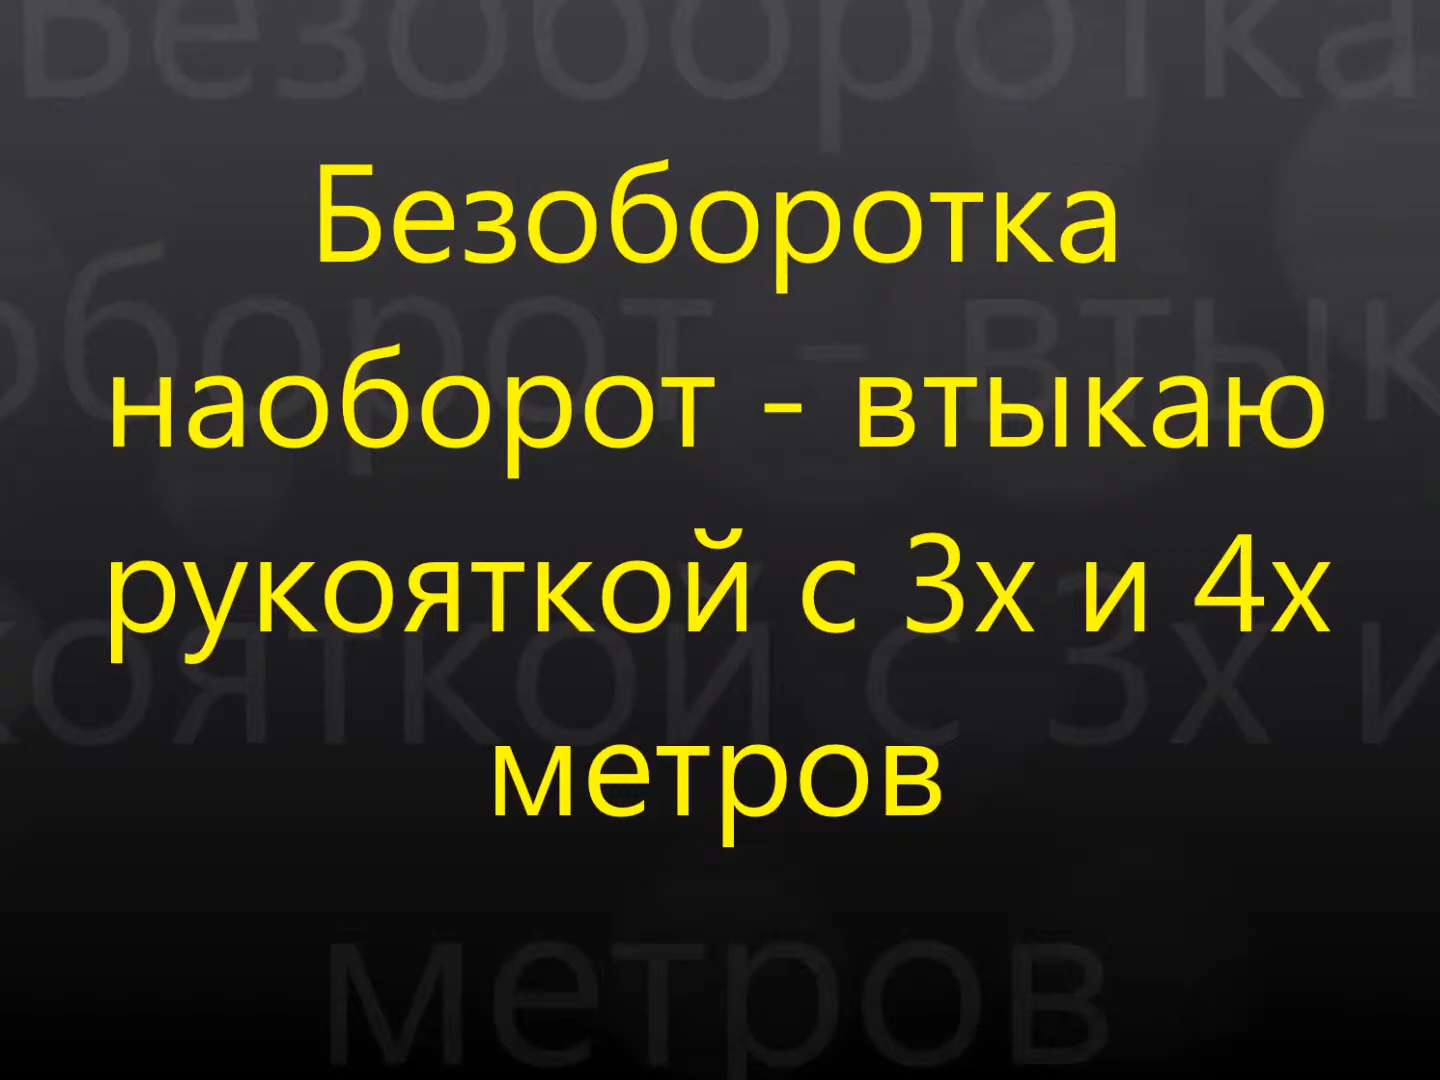 Безоборотка
наоборот - втыкаю
рукояткой с 3х и 4х
метров